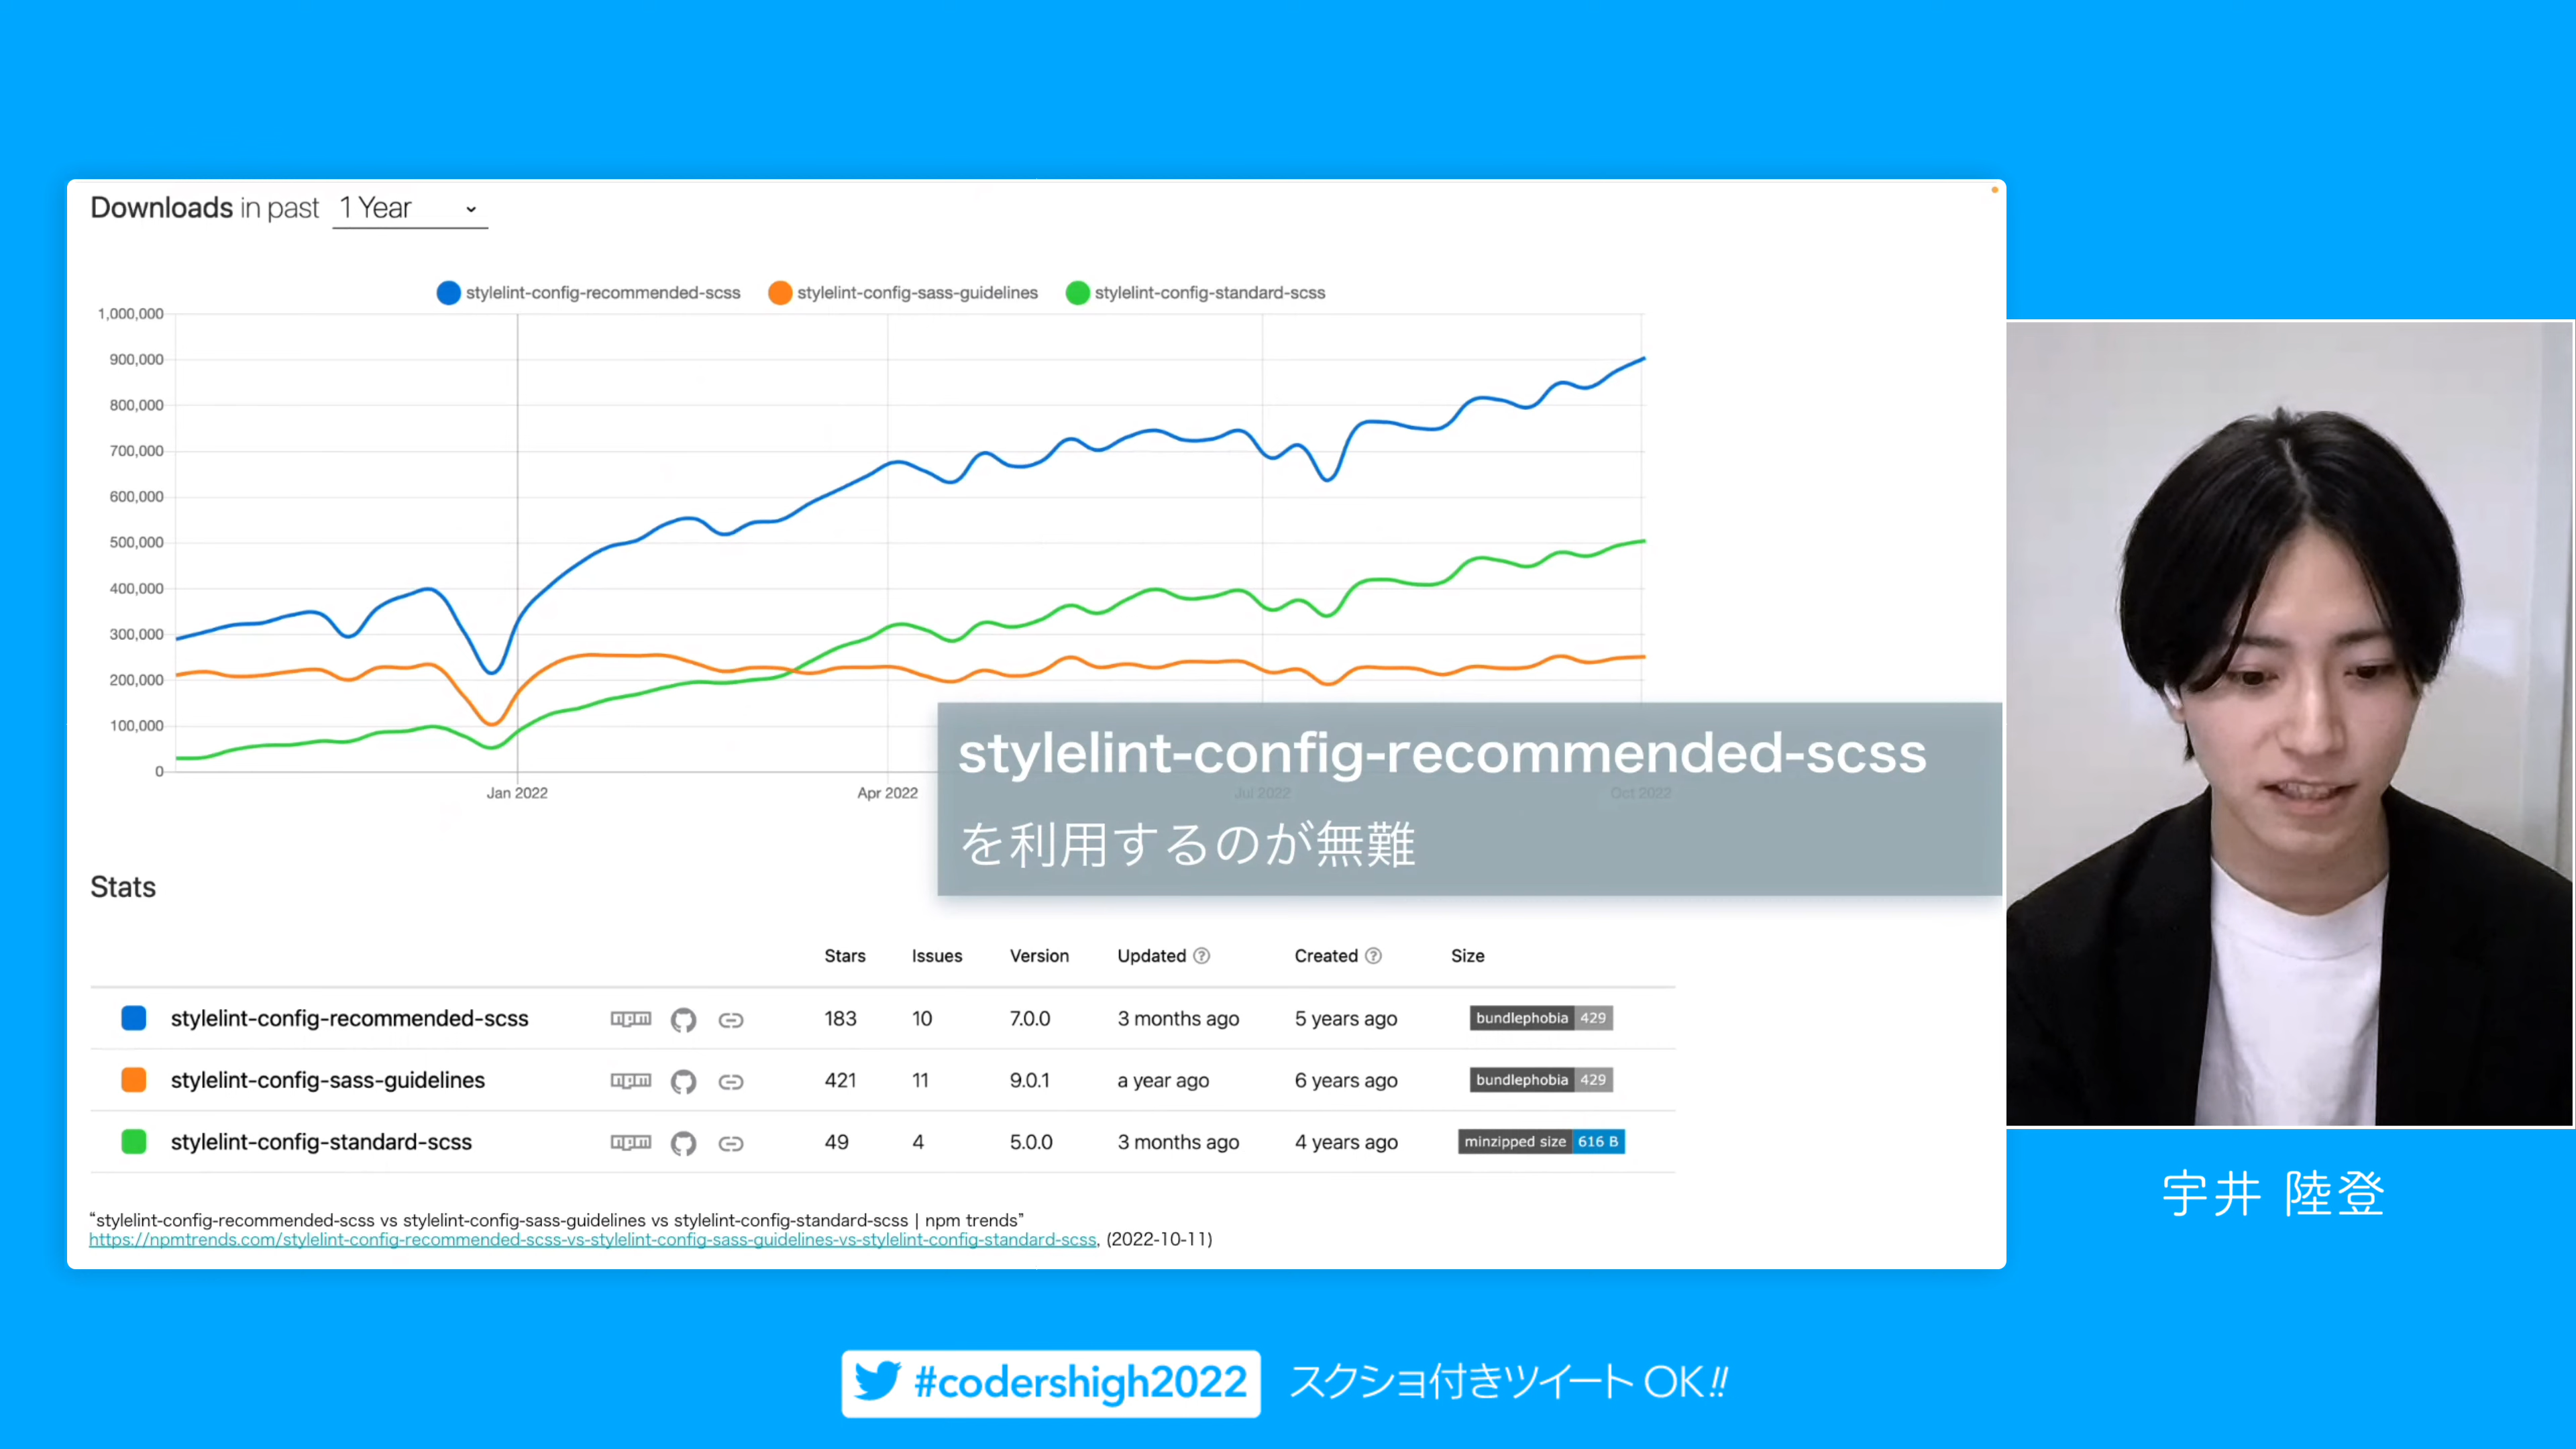 Downloads in past 1 Year
stylelint-config-recommended-scss stylelint-config-sass-guidelines stylelint-config-standard-scss
1,000,000
900,000
800,000
700,000
600,000
500,000
400,000
300,000
200,000
100,000
0
Jan 2022 Apr 2022 Jul 2022 Oct 2022
stylelint-config-recommended-scss
を利用するのが無難
Stats
Stars Issues Version Updated ? Created ? Size
stylelint-config-recommended-scss npm 183 10 7.0.0 3 months ago 5 years ago bundlephobia 429
stylelint-config-sass-guidelines npm 421 11 9.0.1 a year ago 6 years ago bundlephobia 429
stylelint-config-standard-scss npm 49 4 5.0.0 3 months ago 4 years ago minzipped size 616 B
“stylelint-config-recommended-scss vs stylelint-config-sass-guidelines vs stylelint-config-standard-scss | npm trends”
https://npmtrends.com/stylelint-config-recommended-scss-vs-stylelint-config-sass-guidelines-vs-stylelint-config-standard-scss, (2022-10-11)
宇井 陸登
#codershigh2022 スクショ付きツイート OK!!